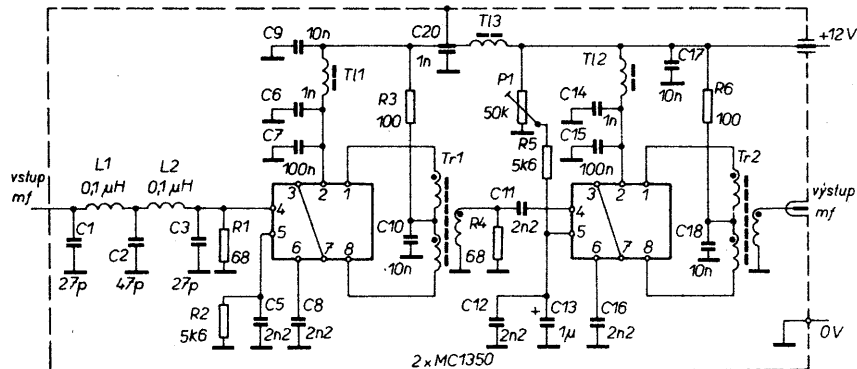 C9 10n
C20
1n
Tl3
+12V
Tl1
C6
1n
C7
100n
R3
100
P1
50k
R5
5k6
Tl2
C14
1n
C15
100n
C17
10n
R6
100
vstup
mf
L1
0,1 µH
L2
0,1 µH
C1
27p
C2
47p
C3
27p
R1
68
R2
5k6
C5
2n2
C8
2n2
3 2 1
4
5
6 7 8
Tr1
C10
10n
R4
68
C11
2n2
C12
2n2
+
C13
1µ
C16
2n2
3 2 1
4
5
6 7 8
Tr2
C18
10n
výstup
mf
0V
2 x MC1350